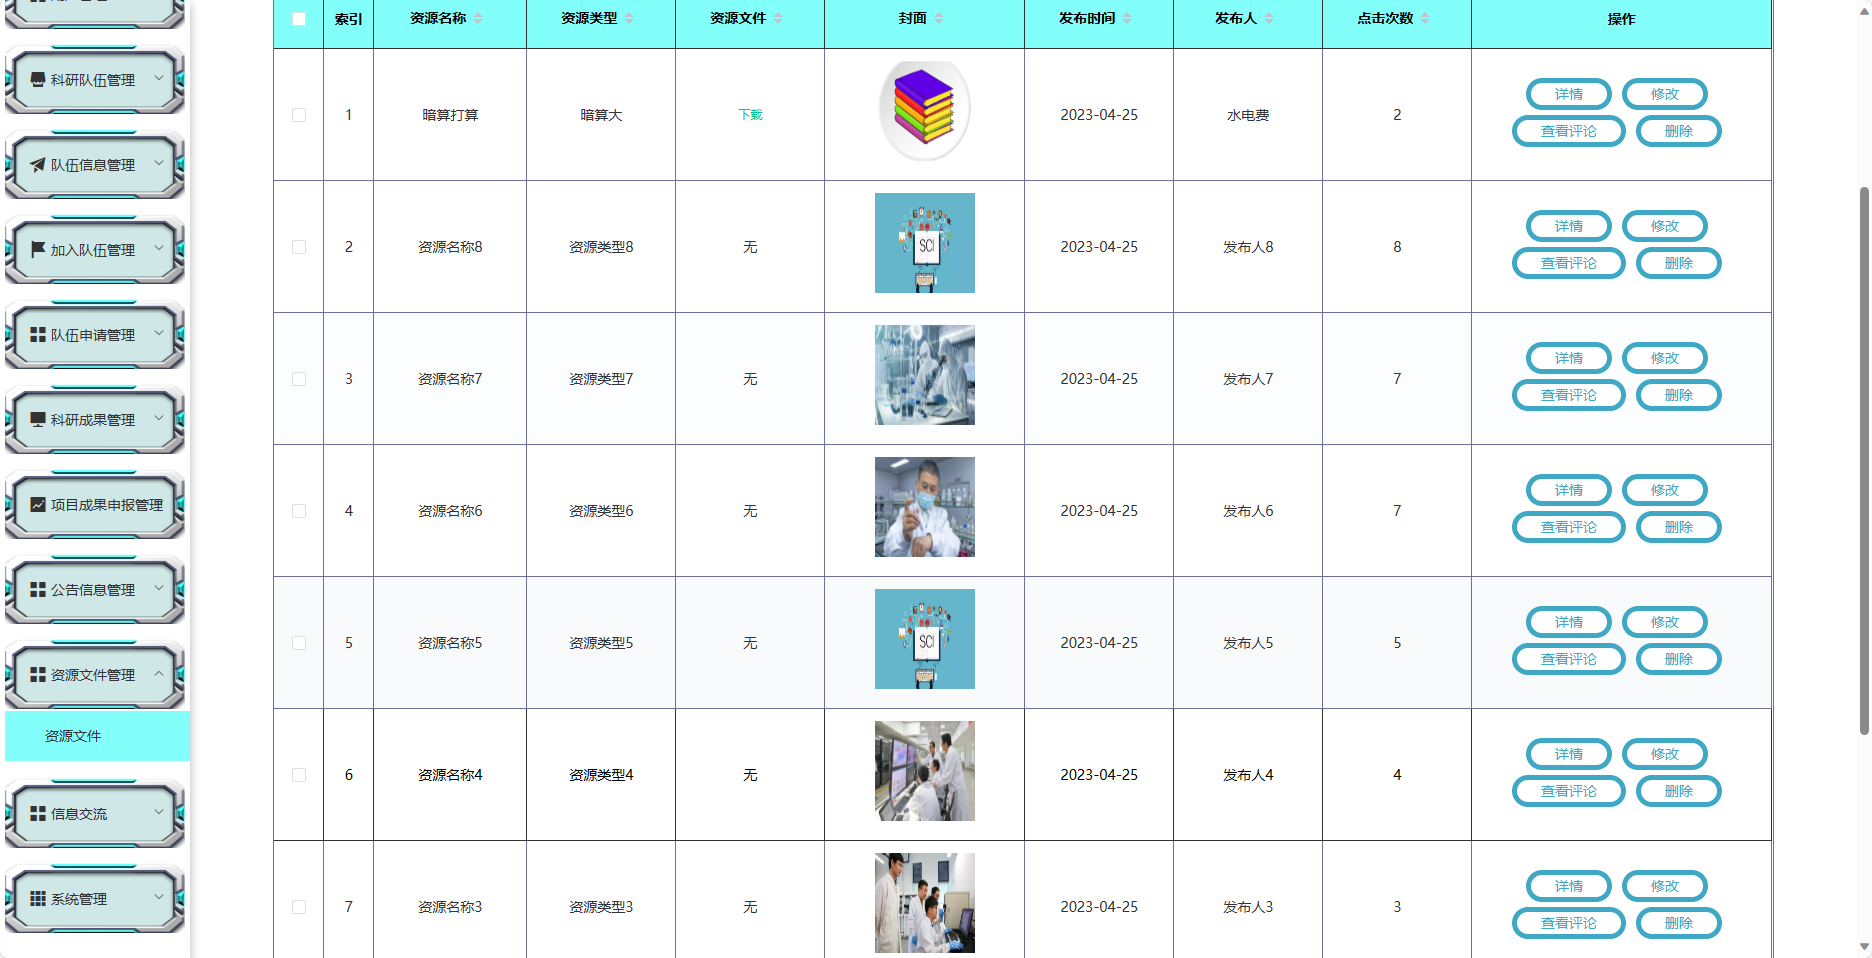 科研队伍管理
队伍信息管理
加入队伍管理
队伍申请管理
科研成果管理
项目成果申报管理
公告信息管理
资源文件管理
资源文件
信息交流
系统管理
索引 资源名称 资源类型 资源文件 封面 发布时间 发布人 点击次数 操作
1 暗算打算 暗算大 下载 2023-04-25 水电费 2 详情 修改
查看评论 删除
2 资源名称8 资源类型8 无 SCI 2023-04-25 发布人8 8 详情 修改
查看评论 删除
3 资源名称7 资源类型7 无 2023-04-25 发布人7 7 详情 修改
查看评论 删除
4 资源名称6 资源类型6 无 2023-04-25 发布人6 7 详情 修改
查看评论 删除
5 资源名称5 资源类型5 无 SCI 2023-04-25 发布人5 5 详情 修改
查看评论 删除
6 资源名称4 资源类型4 无 2023-04-25 发布人4 4 详情 修改
查看评论 删除
7 资源名称3 资源类型3 无 2023-04-25 发布人3 3 详情 修改
查看评论 删除